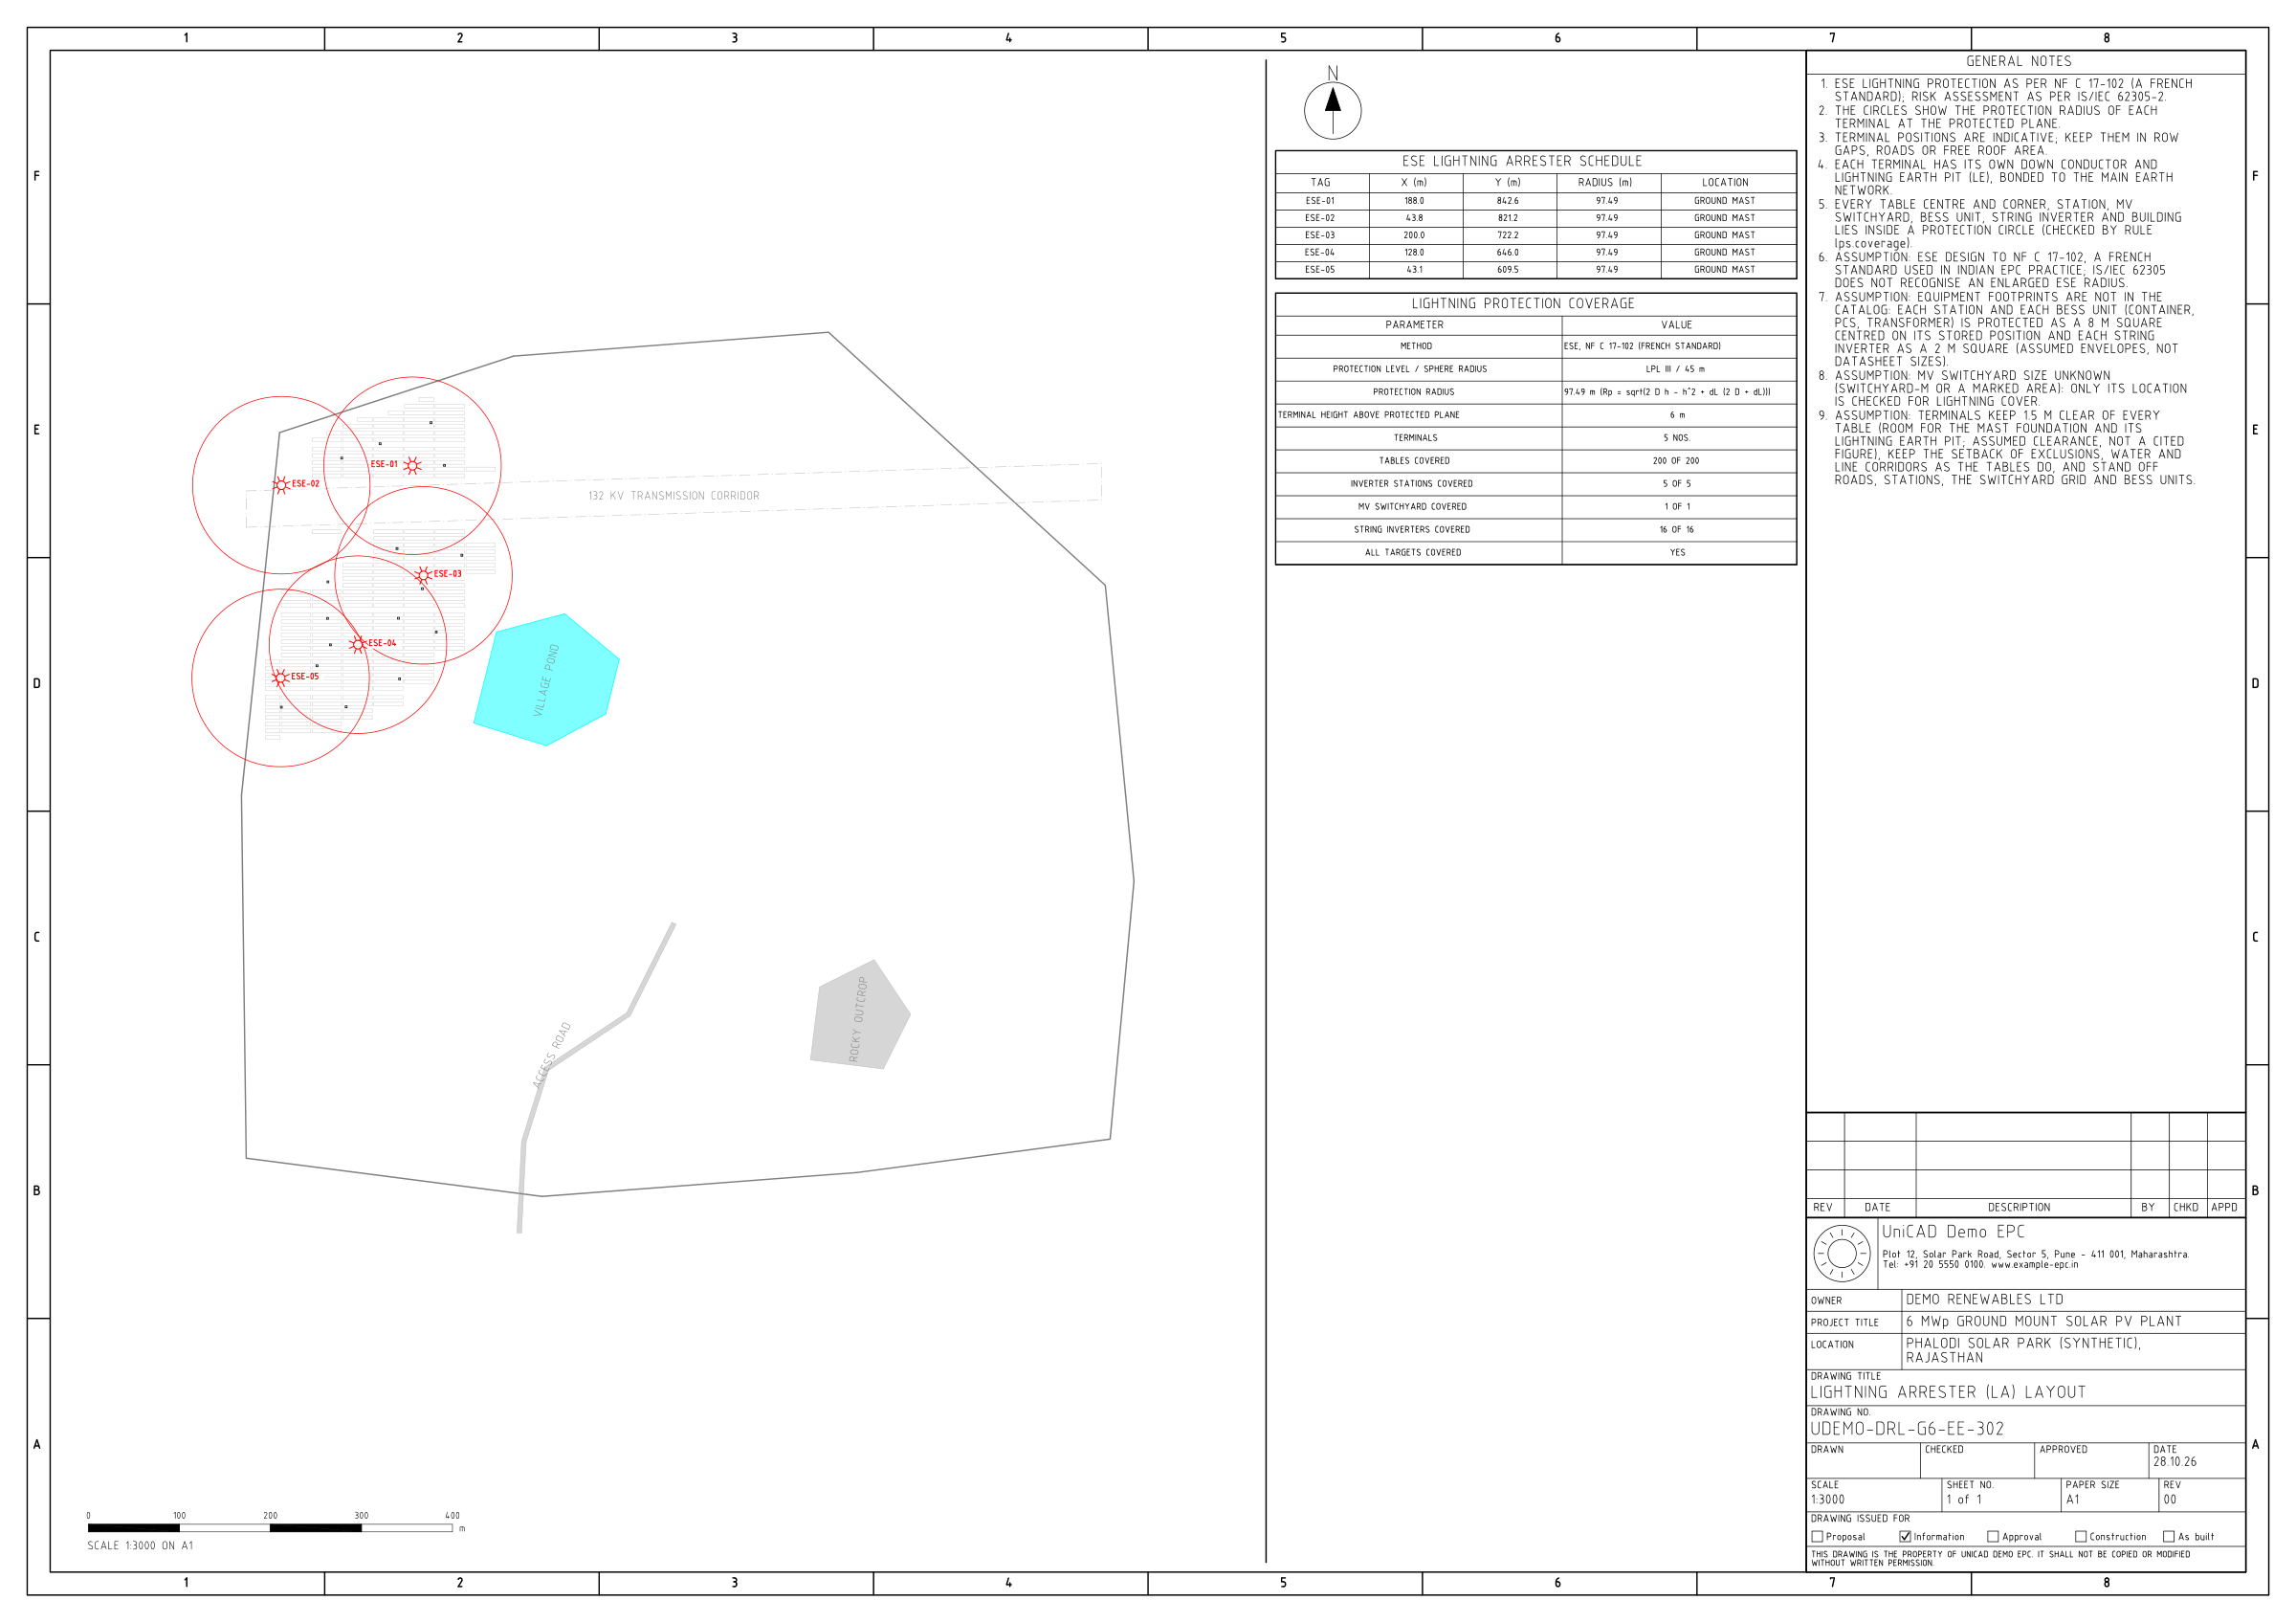 1 2 3 4 5 6 7 8
F
E
D
C
B
A
ESE-01
ESE-02
132 KV TRANSMISSION CORRIDOR
ESE-03
ESE-04
ESE-05
VILLAGE POND
ROCKY OUTCROP
ACCESS ROAD
0 100 200 300 400
m
SCALE 1:3000 ON A1
N
ESE LIGHTNING ARRESTER SCHEDULE
TAG X (m) Y (m) RADIUS (m) LOCATION
ESE-01 188.0 842.6 97.49 GROUND MAST
ESE-02 43.8 821.2 97.49 GROUND MAST
ESE-03 200.0 722.2 97.49 GROUND MAST
ESE-04 128.0 646.0 97.49 GROUND MAST
ESE-05 43.1 609.5 97.49 GROUND MAST
LIGHTNING PROTECTION COVERAGE
PARAMETER VALUE
METHOD ESE, NF C 17-102 (FRENCH STANDARD)
PROTECTION LEVEL / SPHERE RADIUS LPL III / 45 m
PROTECTION RADIUS 97.49 m (Rp = sqrt(2 D h - h^2 + dL (2 D + dL)))
TERMINAL HEIGHT ABOVE PROTECTED PLANE 6 m
TERMINALS 5 NOS.
TABLES COVERED 200 OF 200
INVERTER STATIONS COVERED 5 OF 5
MV SWITCHYARD COVERED 1 OF 1
STRING INVERTERS COVERED 16 OF 16
ALL TARGETS COVERED YES
GENERAL NOTES
1. ESE LIGHTNING PROTECTION AS PER NF C 17-102 (A FRENCH
STANDARD); RISK ASSESSMENT AS PER IS/IEC 62305-2.
2. THE CIRCLES SHOW THE PROTECTION RADIUS OF EACH
TERMINAL AT THE PROTECTED PLANE.
3. TERMINAL POSITIONS ARE INDICATIVE; KEEP THEM IN ROW
GAPS, ROADS OR FREE ROOF AREA.
4. EACH TERMINAL HAS ITS OWN DOWN CONDUCTOR AND
LIGHTNING EARTH PIT (LE), BONDED TO THE MAIN EARTH
NETWORK.
5. EVERY TABLE CENTRE AND CORNER, STATION, MV
SWITCHYARD, BESS UNIT, STRING INVERTER AND BUILDING
LIES INSIDE A PROTECTION CIRCLE (CHECKED BY RULE
lps.coverage).
6. ASSUMPTION: ESE DESIGN TO NF C 17-102, A FRENCH
STANDARD USED IN INDIAN EPC PRACTICE; IS/IEC 62305
DOES NOT RECOGNISE AN ENLARGED ESE RADIUS.
7. ASSUMPTION: EQUIPMENT FOOTPRINTS ARE NOT IN THE
CATALOG: EACH STATION AND EACH BESS UNIT (CONTAINER,
PCS, TRANSFORMER) IS PROTECTED AS A 8 M SQUARE
CENTRED ON ITS STORED POSITION AND EACH STRING
INVERTER AS A 2 M SQUARE (ASSUMED ENVELOPES, NOT
DATASHEET SIZES).
8. ASSUMPTION: MV SWITCHYARD SIZE UNKNOWN
(SWITCHYARD-M OR A MARKED AREA): ONLY ITS LOCATION
IS CHECKED FOR LIGHTNING COVER.
9. ASSUMPTION: TERMINALS KEEP 1.5 M CLEAR OF EVERY
TABLE (ROOM FOR THE MAST FOUNDATION AND ITS
LIGHTNING EARTH PIT; ASSUMED CLEARANCE, NOT A CITED
FIGURE), KEEP THE SETBACK OF EXCLUSIONS, WATER AND
LINE CORRIDORS AS THE TABLES DO, AND STAND OFF
ROADS, STATIONS, THE SWITCHYARD GRID AND BESS UNITS.
REV DATE DESCRIPTION BY CHKD APPD
UniCAD Demo EPC
Plot 12, Solar Park Road, Sector 5, Pune - 411 001, Maharashtra.
Tel: +91 20 5550 0100. www.example-epc.in
OWNER DEMO RENEWABLES LTD
PROJECT TITLE 6 MWp GROUND MOUNT SOLAR PV PLANT
LOCATION PHALODI SOLAR PARK (SYNTHETIC),
RAJASTHAN
DRAWING TITLE
LIGHTNING ARRESTER (LA) LAYOUT
DRAWING NO.
UDEMO-DRL-G6-EE-302
DRAWN CHECKED APPROVED DATE
28.10.26
SCALE SHEET NO. PAPER SIZE REV
1:3000 1 of 1 A1 00
DRAWING ISSUED FOR
Proposal Information Approval Construction As built
THIS DRAWING IS THE PROPERTY OF UNICAD DEMO EPC. IT SHALL NOT BE COPIED OR MODIFIED
WITHOUT WRITTEN PERMISSION.
F
E
D
C
B
A
1 2 3 4 5 6 7 8